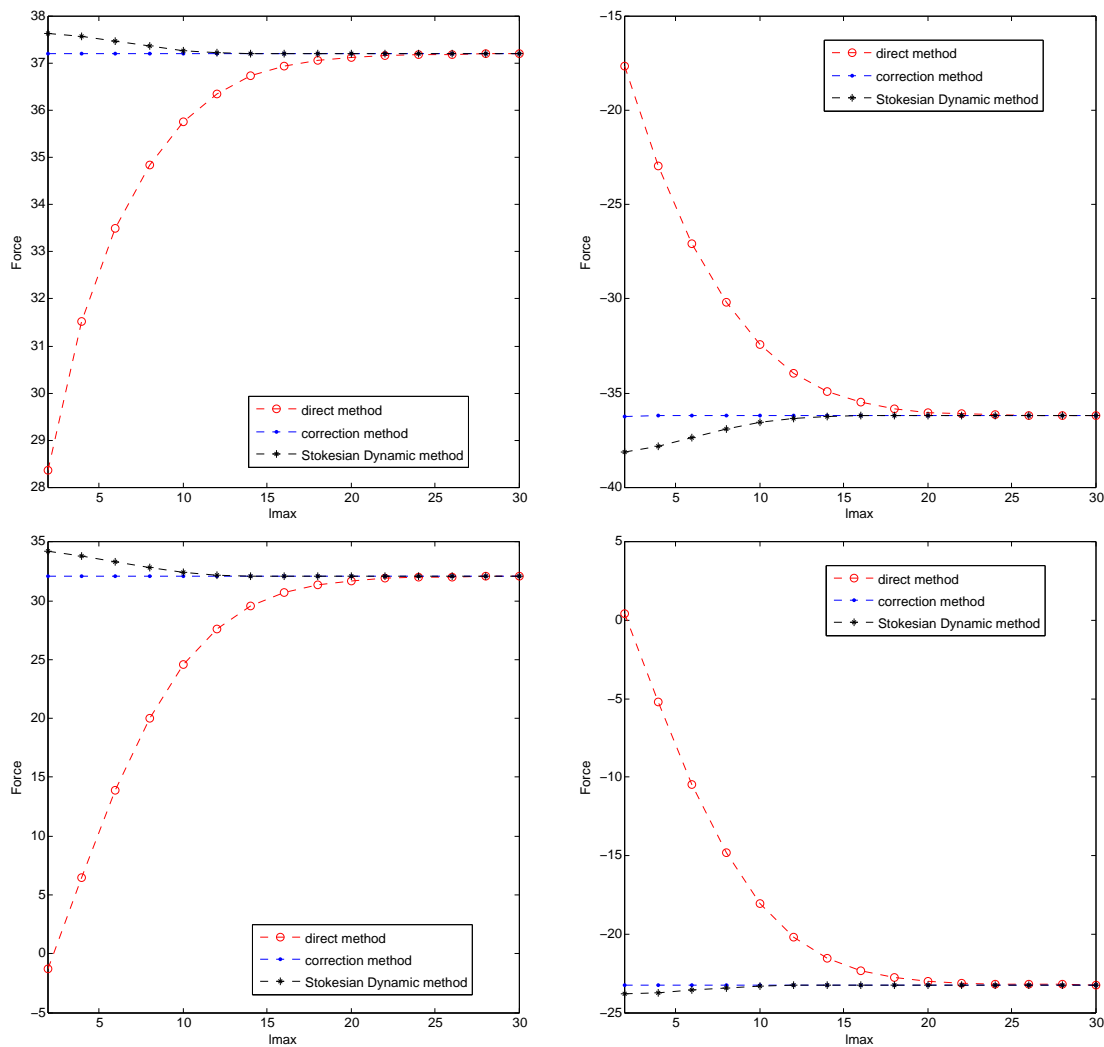 38
37
36
35
34
33
32
31
30
29
28
Force
5
10
15
20
25
30
lmax
direct method
correction method
Stokesian Dynamic method
−15
−20
−25
−30
−35
−40
Force
5
10
15
20
25
30
lmax
direct method
correction method
Stokesian Dynamic method
35
30
25
20
15
10
5
0
−5
Force
5
10
15
20
25
30
lmax
direct method
correction method
Stokesian Dynamic method
5
0
−5
−10
−15
−20
−25
Force
5
10
15
20
25
30
lmax
direct method
correction method
Stokesian Dynamic method